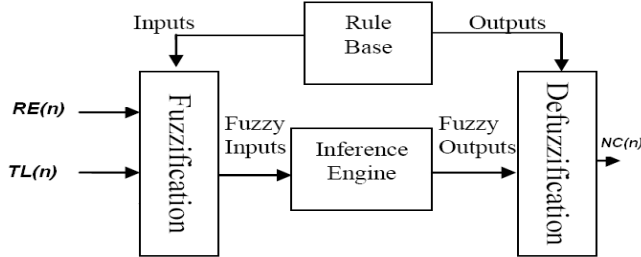 Inputs
Rule
Base
Outputs
RE(n)
TL(n)
Fuzzification
Fuzzy
Inputs
Inference
Engine
Fuzzy
Outputs
Defuzzification
NC(n)